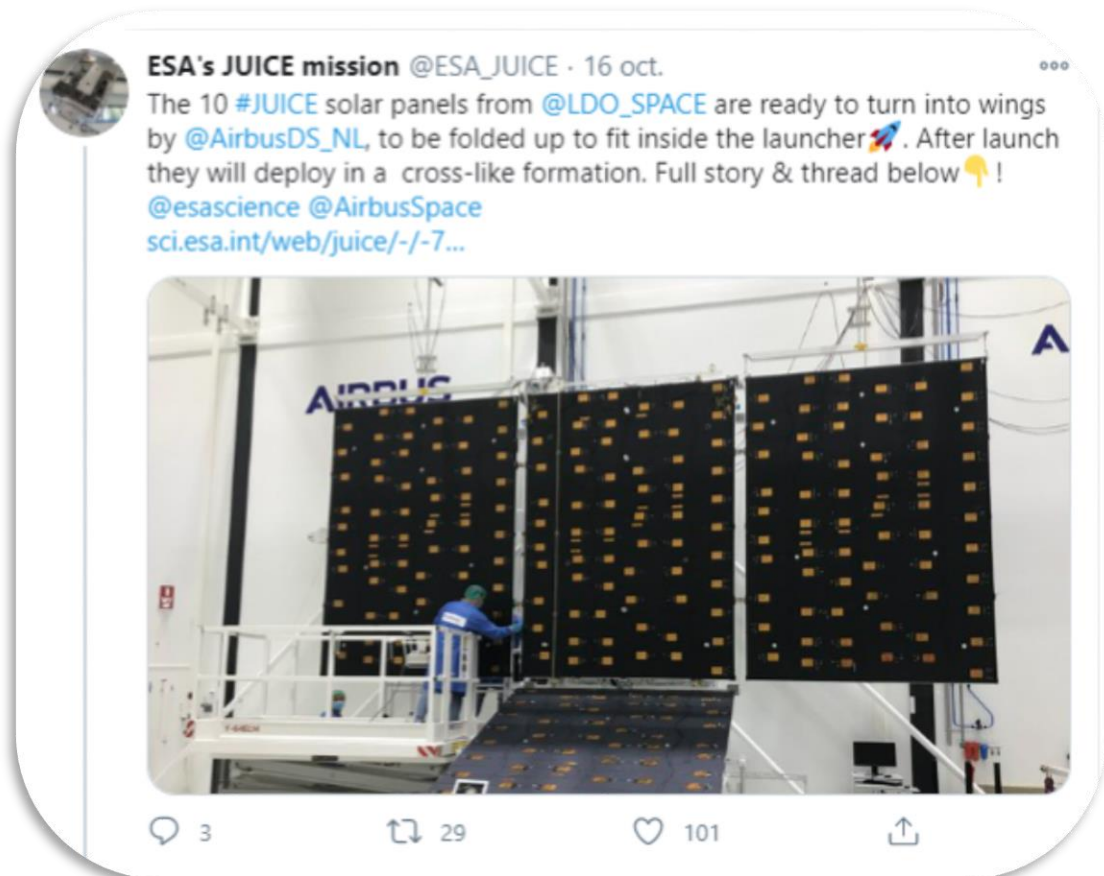 ESA's JUICE mission @ESA_JUICE · 16 oct.
The 10 #JUICE solar panels from @LDO_SPACE are ready to turn into wings
by @AirbusDS_NL, to be folded up to fit inside the launcher🚀. After launch
they will deploy in a cross-like formation. Full story & thread below👇!
@esascience @AirbusSpace
sci.esa.int/web/juice/-/-7...
AIRBUS
A
3
29
101